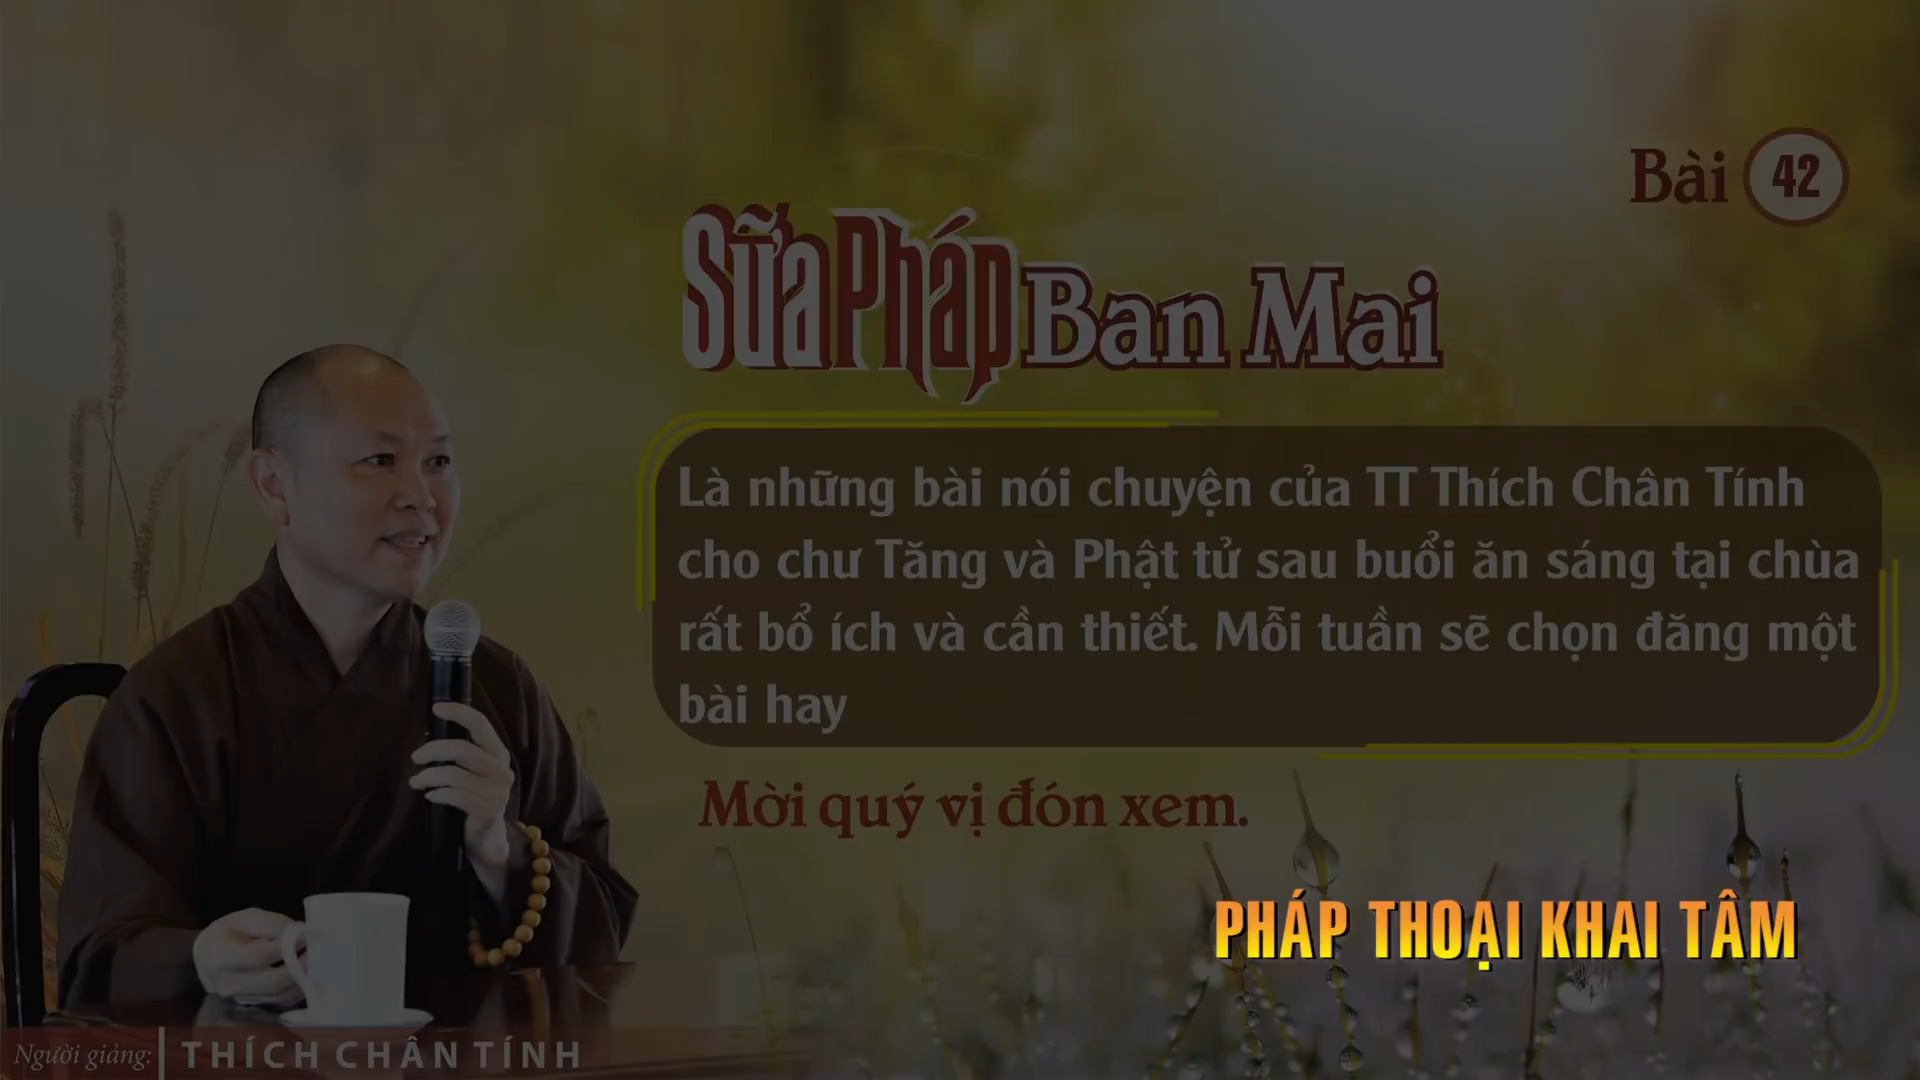 Bài 42
Sữa Pháp Ban Mai
Là những bài nói chuyện của TT Thích Chân Tính
cho chư Tăng và Phật tử sau buổi ăn sáng tại chùa
rất bổ ích và cần thiết. Mỗi tuần sẽ chọn đăng một
bài hay
Mời quý vị đón xem.
PHÁP THOẠI KHAI TÂM
Người giảng: THÍCH CHÂN TÍNH